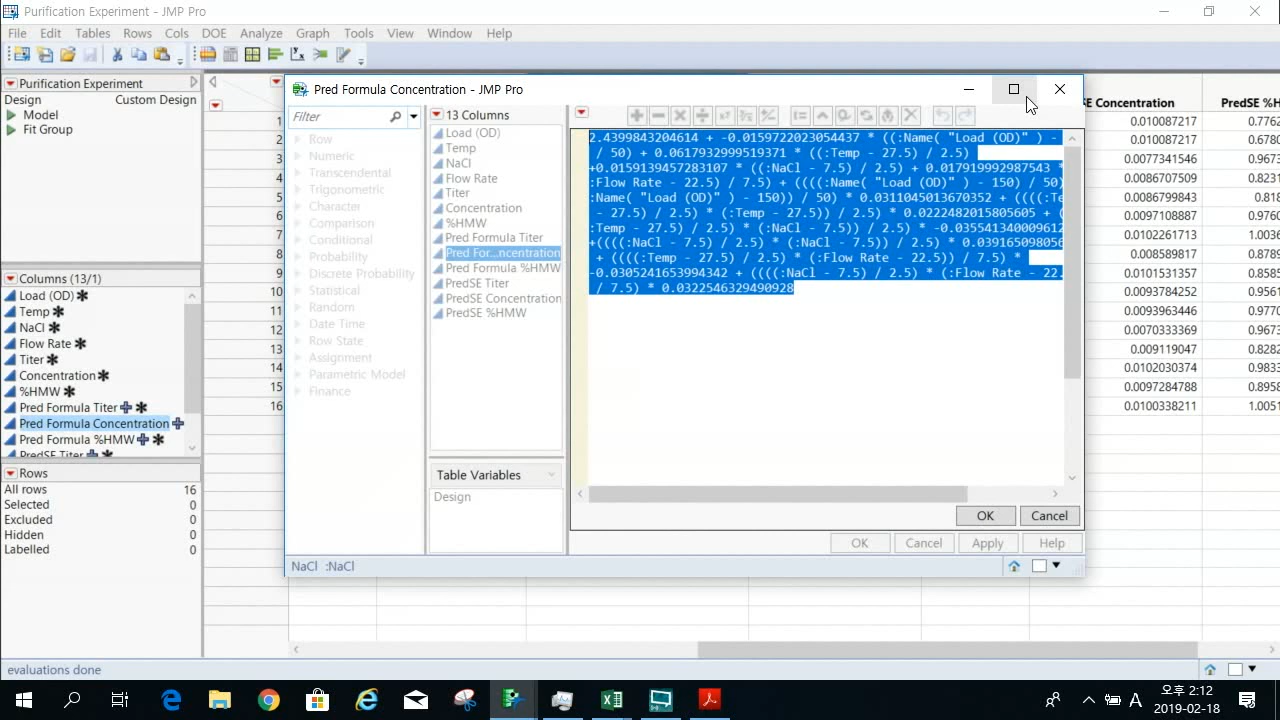 Purification Experiment - JMP Pro
File Edit Tables Rows Cols DOE Analyze Graph Tools View Window Help
Purification Experiment
Design Custom Design
Model
Fit Group
Columns (13/1)
Load (OD)
Temp
NaCl
Flow Rate
Titer
Concentration
%HMW
Pred Formula Titer
Pred Formula Concentration
Pred Formula %HMW
PredSE Titer
Rows
All rows 16
Selected 0
Excluded 0
Hidden 0
Labelled 0
evaluations done
1
2
3
4
5
6
7
8
9
10
11
12
13
14
15
16
Pred Formula Concentration - JMP Pro
Filter
Row
Numeric
Transcendental
Trigonometric
Character
Comparison
Conditional
Probability
Discrete Probability
Statistical
Random
Date Time
Row State
Assignment
Parametric Model
Finance
13 Columns
Load (OD)
Temp
NaCl
Flow Rate
Titer
Concentration
%HMW
Pred Formula Titer
Pred For...ncentration
Pred Formula %HMW
PredSE Titer
PredSE Concentration
PredSE %HMW
Table Variables
Design
2.4399843204614 + -0.0159722023054437 * ((:Name( "Load (OD)" ) -
/ 50) + 0.0617932999519371 * ((:Temp - 27.5) / 2.5)
+0.0159139457283107 * ((:NaCl - 7.5) / 2.5) + 0.017919992987543 *
:Flow Rate - 22.5) / 7.5) + ((((:Name( "Load (OD)" ) - 150) / 50)
:Name( "Load (OD)" ) - 150)) / 50) * 0.0311045013670352 + ((((:Te
- 27.5) / 2.5) * (:Temp - 27.5)) / 2.5) * 0.0222482015805605 + (
:Temp - 27.5) / 2.5) * (:NaCl - 7.5)) / 2.5) * -0.035541340009612
+((((:NaCl - 7.5) / 2.5) * (:NaCl - 7.5)) / 2.5) * 0.039165098056
+ ((((:Temp - 27.5) / 2.5) * (:Flow Rate - 22.5)) / 7.5) *
-0.0305241653994342 + ((((:NaCl - 7.5) / 2.5) * (:Flow Rate - 22.
/ 7.5) * 0.0322546329490928
OK Cancel
OK Cancel Apply Help
NaCl :NaCl
E Concentration PredSE %H
0.010087217 0.7762
0.010087217 0.6780
0.0077341546 0.9673
0.0086707509 0.8231
0.0086799843 0.818
0.0097108887 0.9760
0.0102261713 1.0036
0.008589817 0.8789
0.0101531357 0.9585
0.0093784252 0.9561
0.0093963446 0.9770
0.0070333369 0.9673
0.009119047 0.8282
0.0102030374 0.9833
0.0097284788 0.8958
0.0100338211 1.0051
A 오후 2:12
2019-02-18